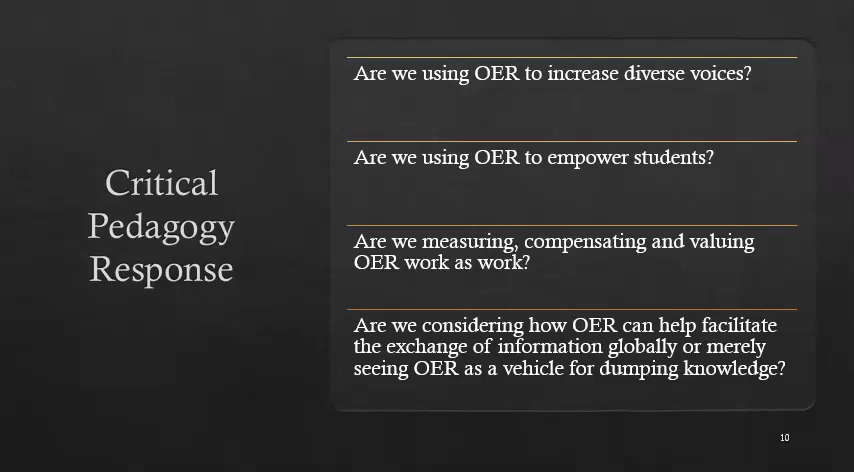 Critical
Pedagogy
Response
Are we using OER to increase diverse voices?
Are we using OER to empower students?
Are we measuring, compensating and valuing
OER work as work?
Are we considering how OER can help facilitate
the exchange of information globally or merely
seeing OER as a vehicle for dumping knowledge?
10